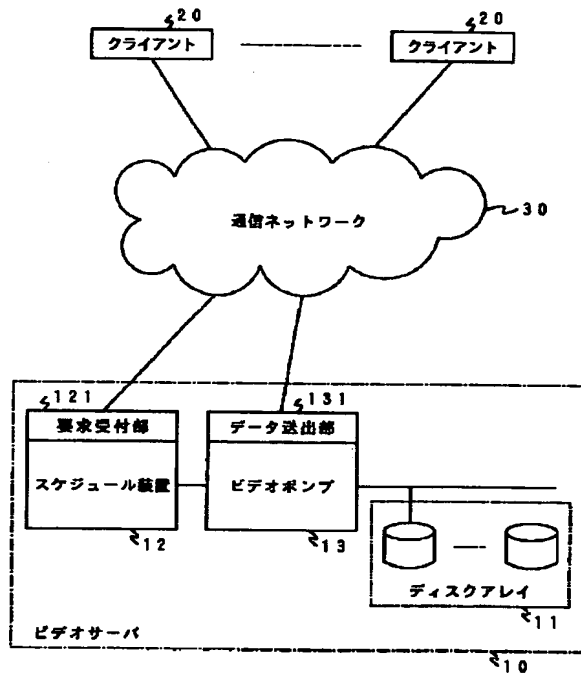 20
20
クライアント
クライアント
通信ネットワーク
30
121
131
要求受付部
データ送出部
スケジュール装置
ビデオポンプ
12
13
ディスクアレイ
11
ビデオサーバ
10